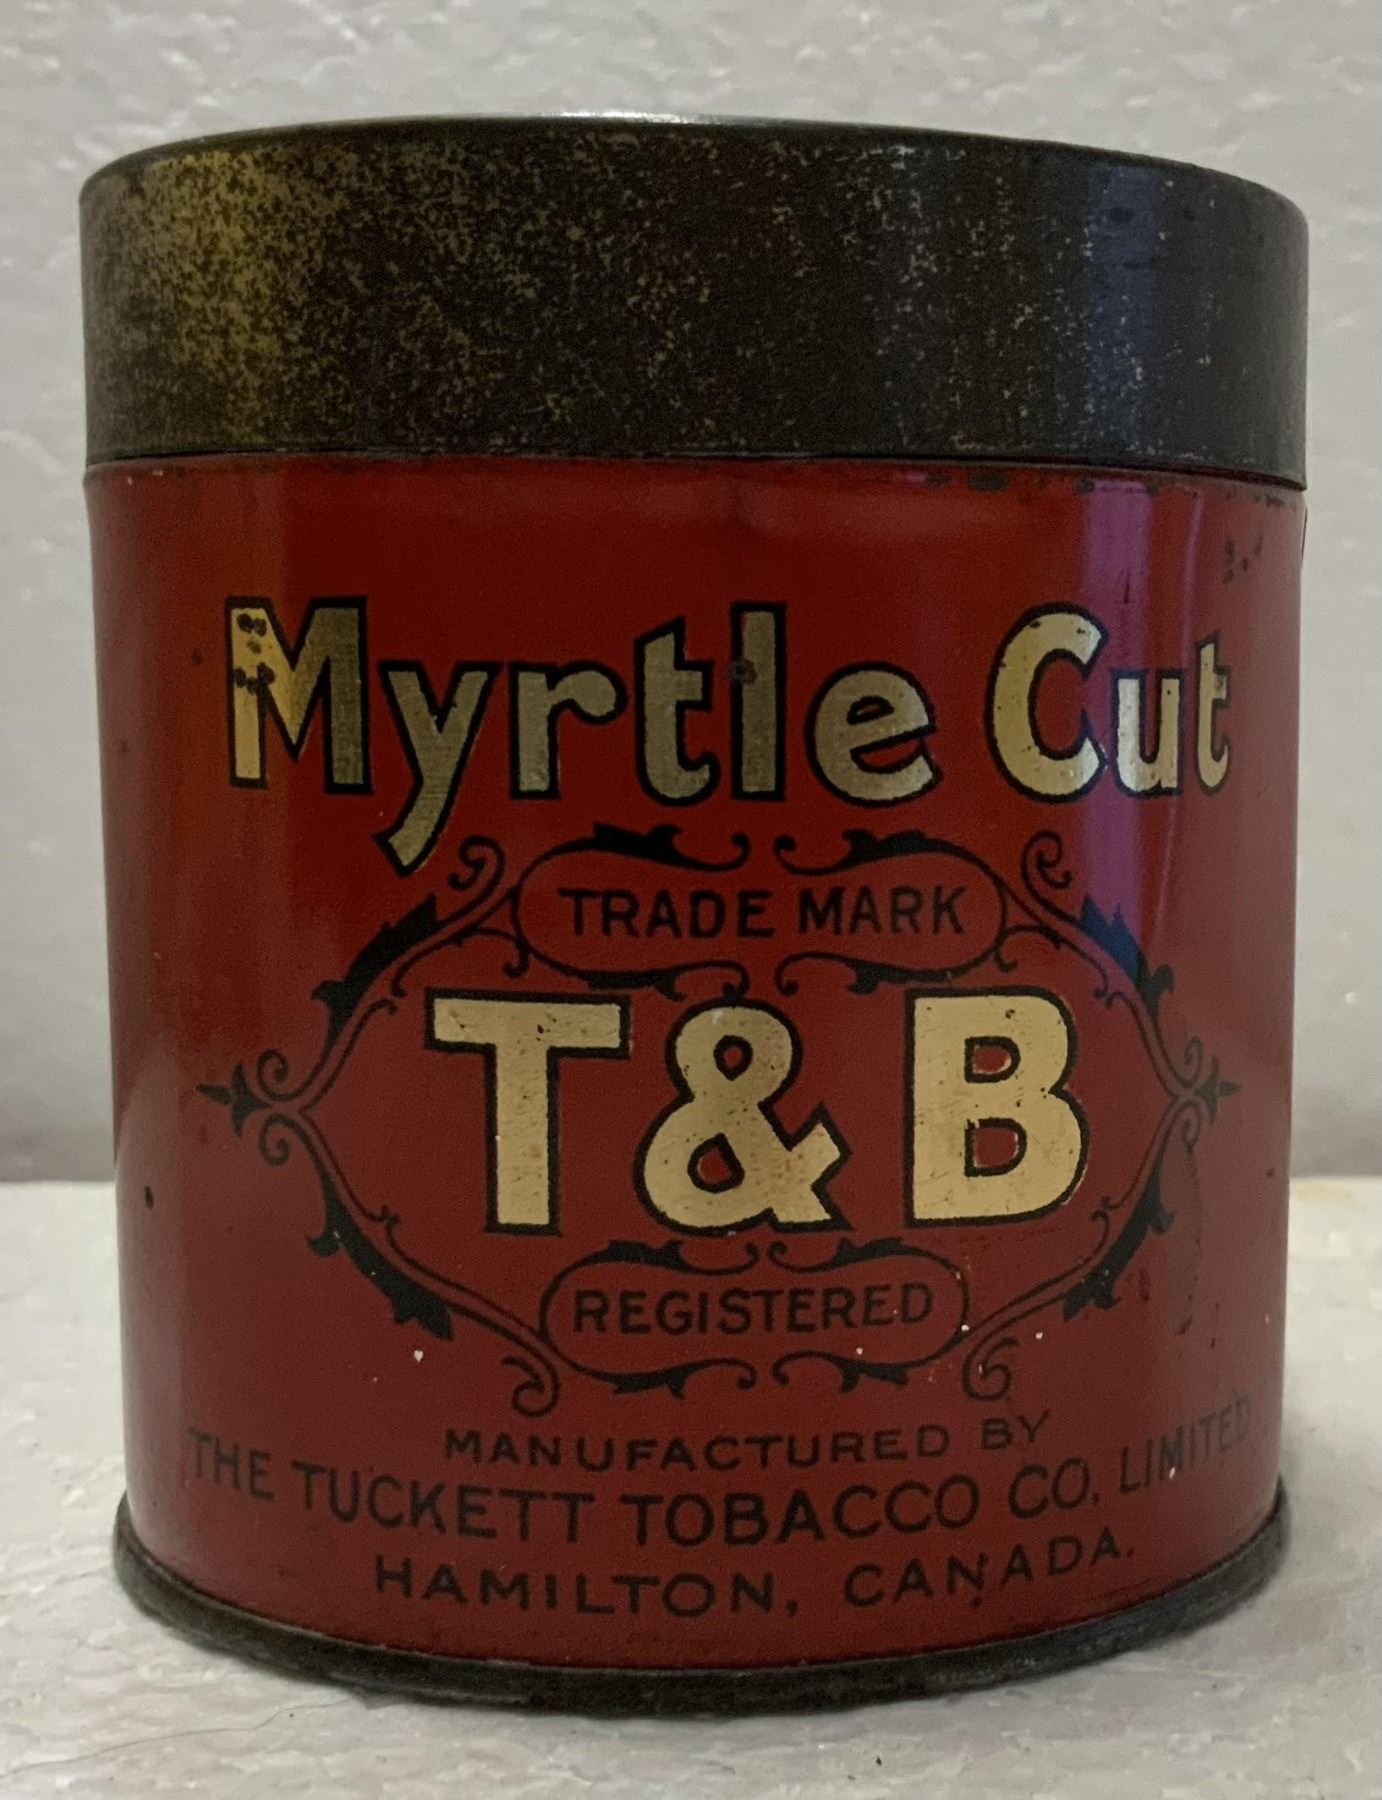 Myrtle Cut
TRADE MARK
T&B
REGISTERED
MANUFACTURED BY
THE TUCKETT TOBACCO CO. LIMITED
HAMILTON, CANADA.